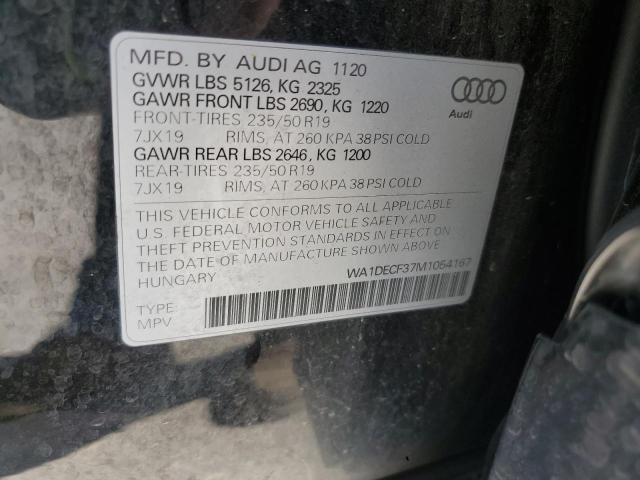 MFD. BY AUDI AG 1120
GVWR LBS 5126, KG 2325
GAWR FRONT LBS 2690, KG 1220
FRONT-TIRES 235/50 R19
7JX19 RIMS, AT 260 KPA 38 PSI COLD
GAWR REAR LBS 2646, KG 1200
REAR-TIRES 235/50 R19
7JX19 RIMS, AT 260 KPA 38 PSI COLD
Audi
THIS VEHICLE CONFORMS TO ALL APPLICABLE
U.S. FEDERAL MOTOR VEHICLE SAFETY AND
THEFT PREVENTION STANDARDS IN EFFECT ON
THE DATE OF MANUFACTURE SHOWN ABOVE
HUNGARY
WA1DECF37M1054167
TYPE:
MPV